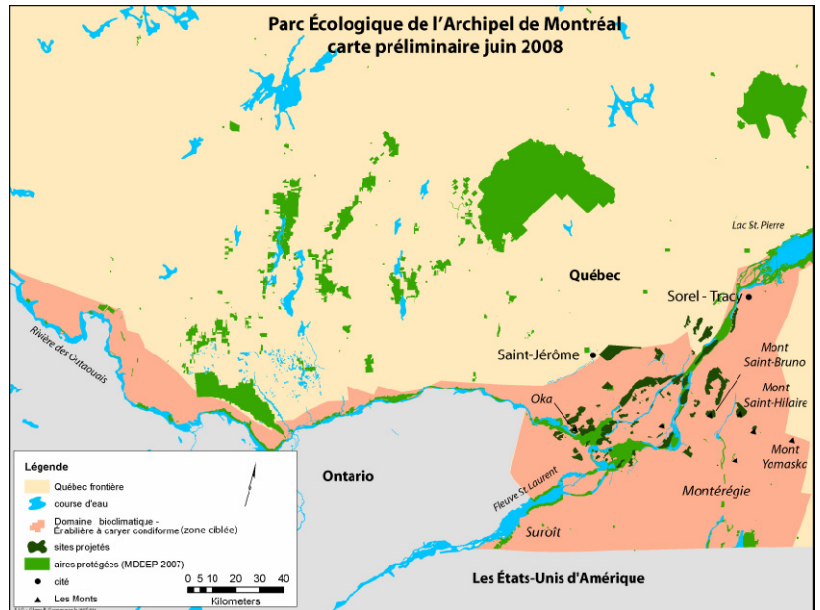 Parc Écologique de l'Archipel de Montréal
carte préliminaire juin 2008
Lac St. Pierre
Québec
Sorel - Tracy
Rivière des Outaouais
Saint-Jérôme
Mont
Saint-Bruno
Oka
Mont
Saint-Hilaire
Mont
Yamaska
Ontario
Fleuve St. Laurent
Montérégie
Suroît
Les États-Unis d'Amérique
Légende
Québec frontière
course d'eau
Domaine bioclimatique -
Érablière à caryer cordiforme (zone ciblée)
sites projetés
aires protégées (MDDEP 2007)
cité
Les Monts
0 5 10 20 30 40
Kilometers